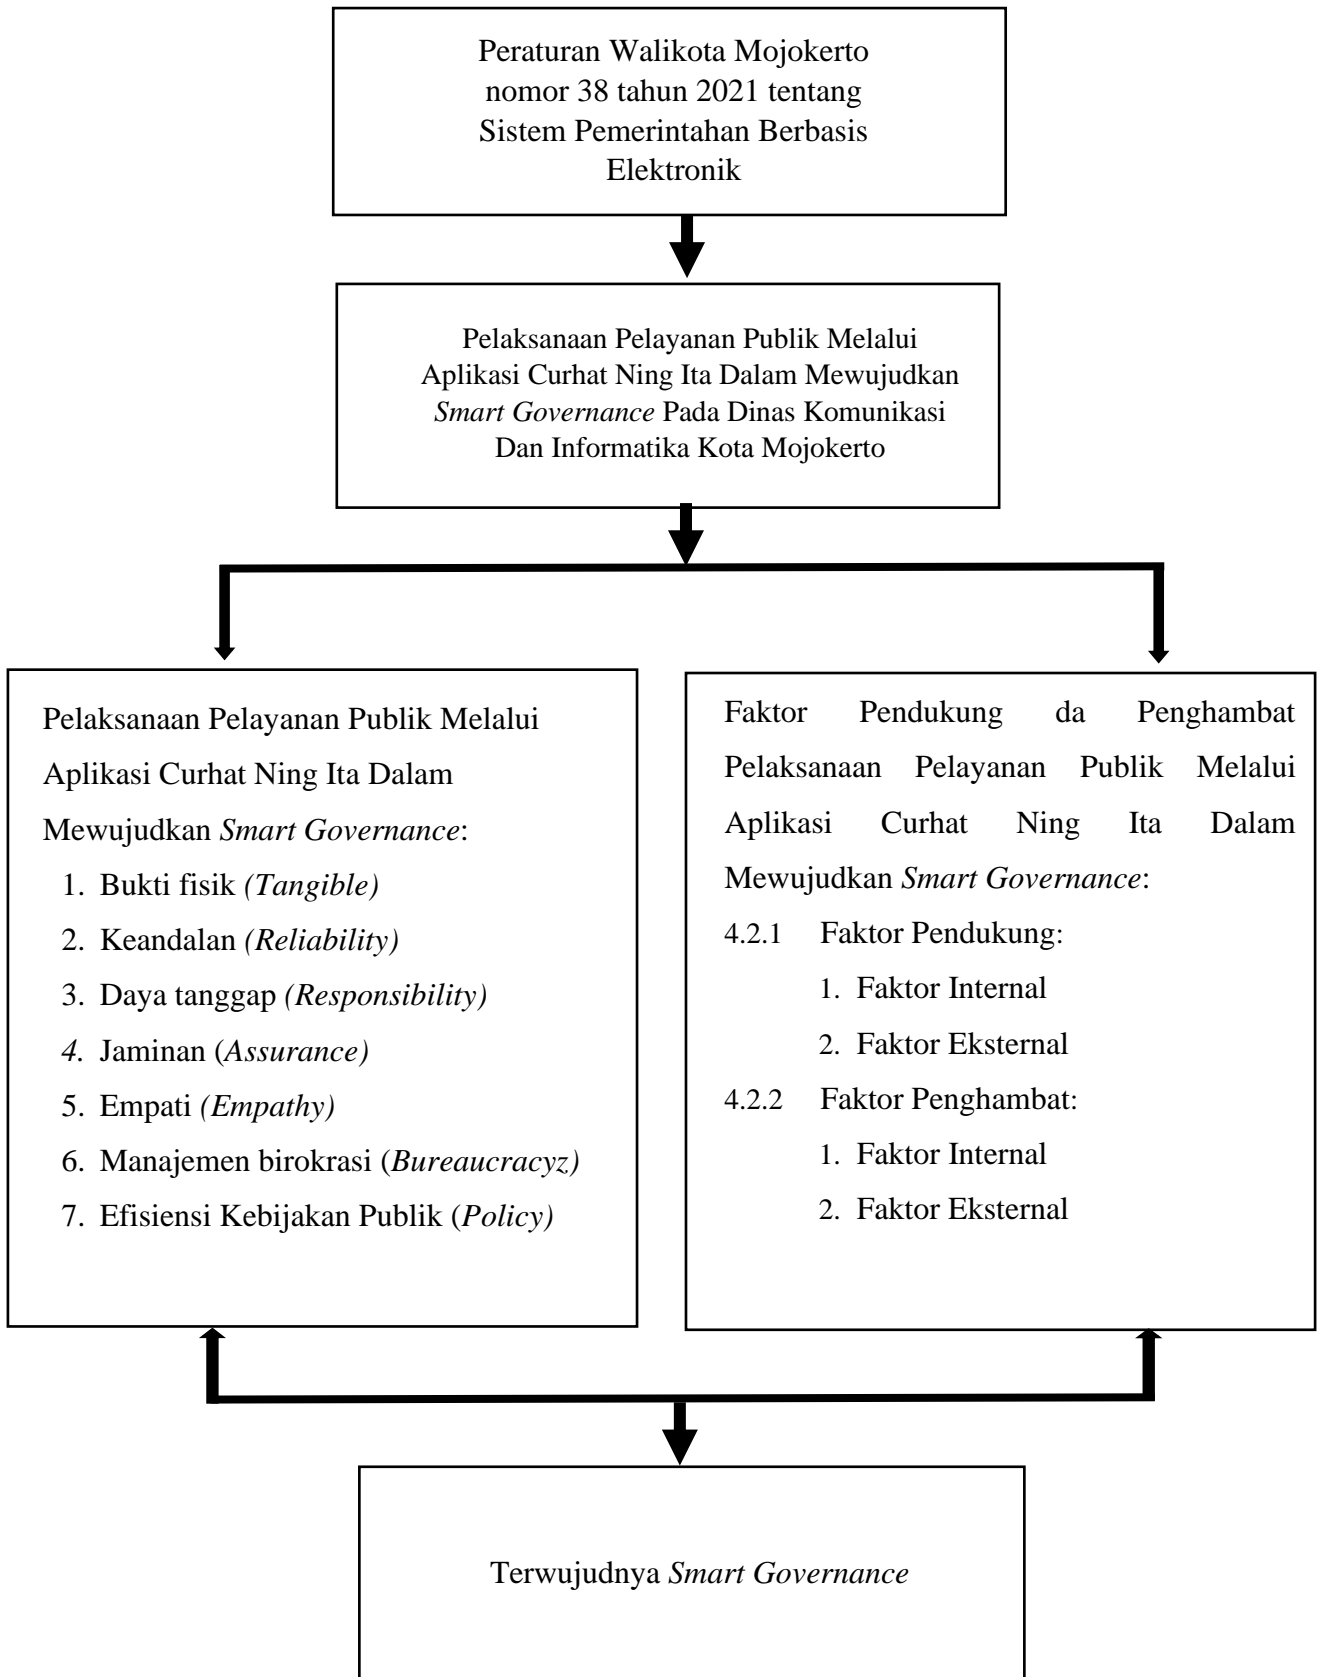 Peraturan Walikota Mojokerto
nomor 38 tahun 2021 tentang
Sistem Pemerintahan Berbasis
Elektronik
Pelaksanaan Pelayanan Publik Melalui
Aplikasi Curhat Ning Ita Dalam Mewujudkan
Smart Governance Pada Dinas Komunikasi
Dan Informatika Kota Mojokerto
Pelaksanaan Pelayanan Publik Melalui
Aplikasi Curhat Ning Ita Dalam
Mewujudkan Smart Governance:
1. Bukti fisik (Tangible)
2. Keandalan (Reliability)
3. Daya tanggap (Responsibility)
4. Jaminan (Assurance)
5. Empati (Empathy)
6. Manajemen birokrasi (Bureaucracyz)
7. Efisiensi Kebijakan Publik (Policy)
Faktor Pendukung da Penghambat
Pelaksanaan Pelayanan Publik Melalui
Aplikasi Curhat Ning Ita Dalam
Mewujudkan Smart Governance:
4.2.1 Faktor Pendukung:
1. Faktor Internal
2. Faktor Eksternal
4.2.2 Faktor Penghambat:
1. Faktor Internal
2. Faktor Eksternal
Terwujudnya Smart Governance